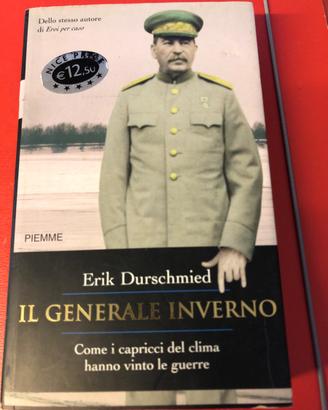 Dello stesso autore
di Eroi per caso
NICE PRICE
€12,50
PIEMME
Erik Durschmied
IL GENERALE INVERNO
Come i capricci del clima
hanno vinto le guerre